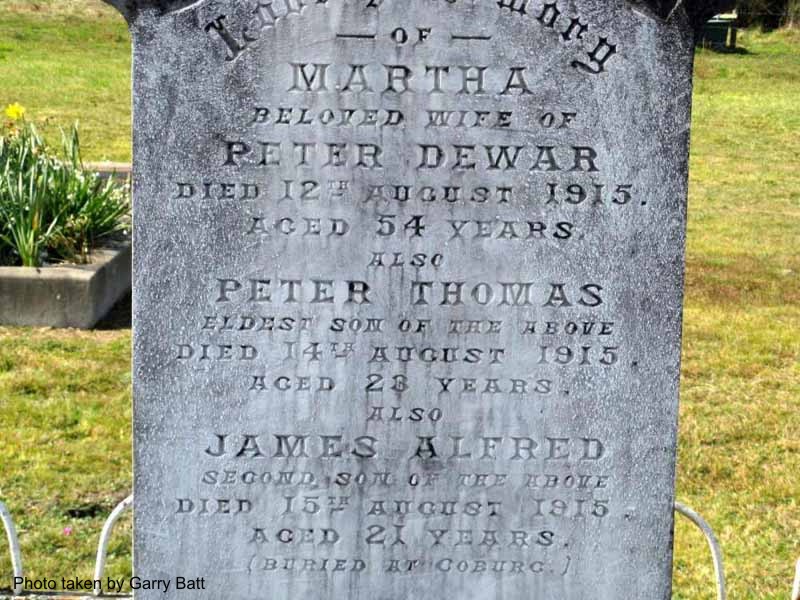 Memory
— OF —
MARTHA
BELOVED WIFE OF
PETER DEWAR
DIED 12TH AUGUST 1915.
AGED 54 YEARS.
ALSO
PETER THOMAS
ELDEST SON OF THE ABOVE
DIED 14TH AUGUST 1915.
AGED 23 YEARS.
ALSO
JAMES ALFRED
SECOND SON OF THE ABOVE
DIED 15TH AUGUST 1915.
AGED 21 YEARS.
(BURIED AT COBURG.)
Photo taken by Garry Batt